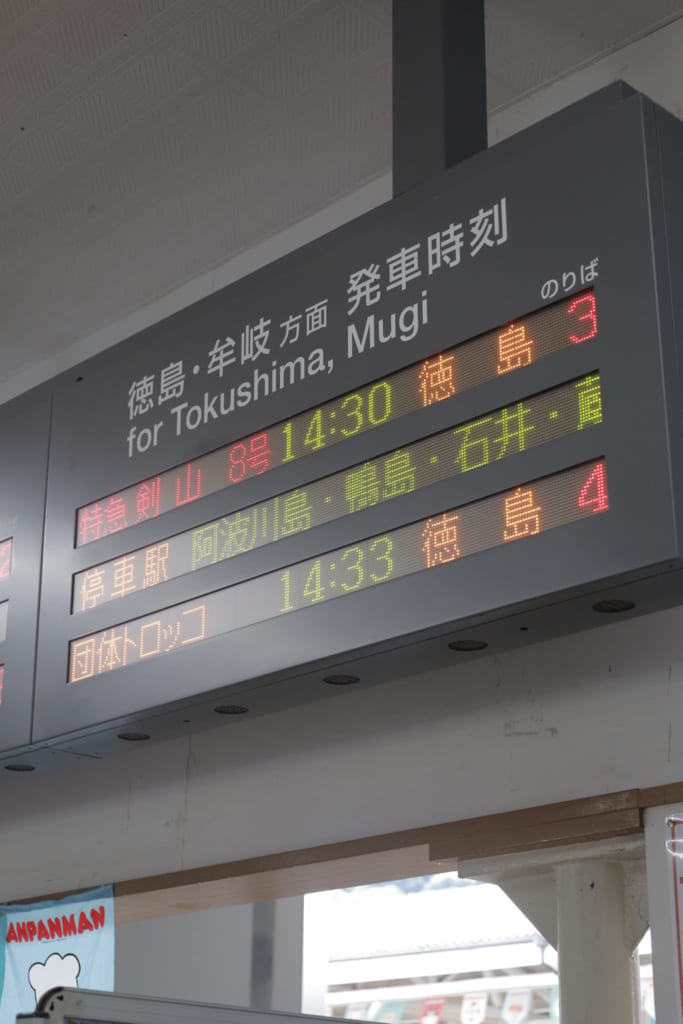 徳島・牟岐方面 発車時刻
for Tokushima, Mugi
のりば
特急 剣山 8号 14:30 徳島 3
停車駅 阿波川島・鴨島・石井・蔵
団体トロッコ 14:33 徳島 4
ANPANMAN